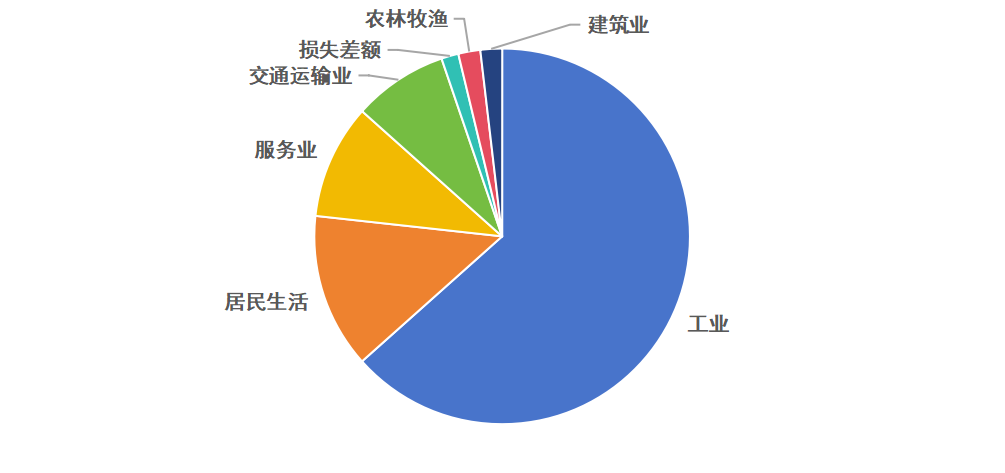 农林牧渔
建筑业
损失差额
交通运输业
服务业
居民生活
工业